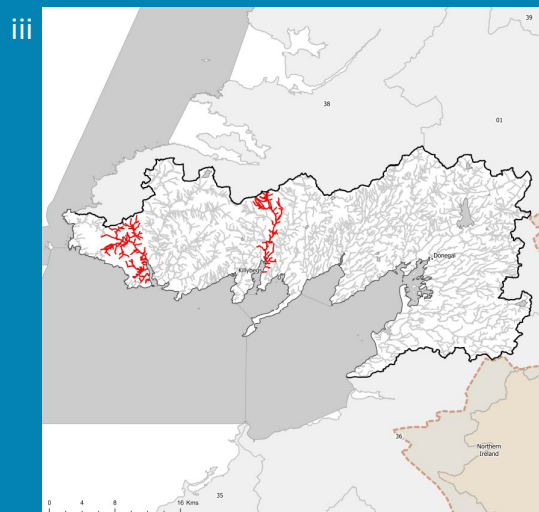 iii
39
38
01
Donegal
Killybegs
Northern
Ireland
36
35
0 4 8 16 Kms